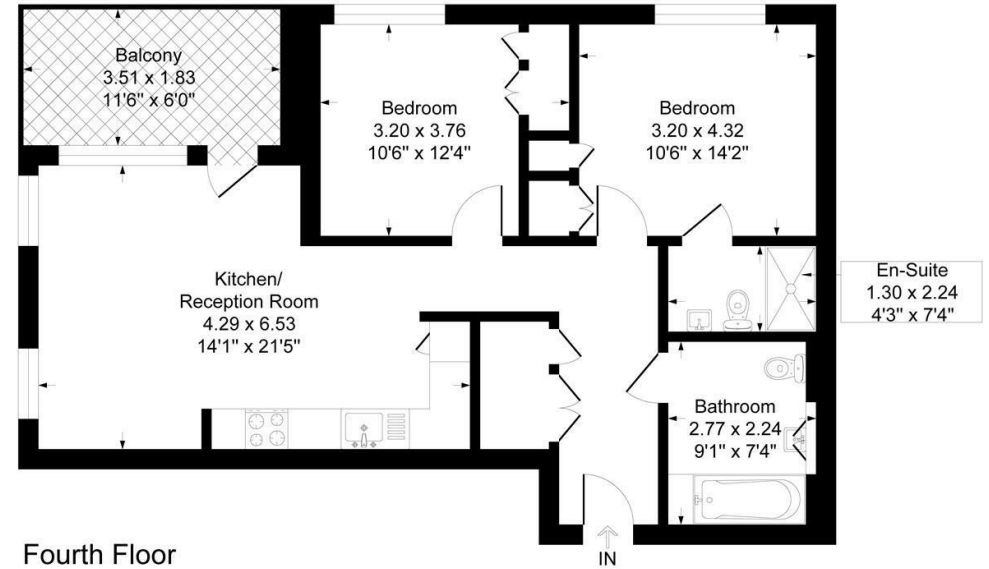 Balcony
3.51 x 1.83
11'6" x 6'0"
Bedroom
3.20 x 3.76
10'6" x 12'4"
Bedroom
3.20 x 4.32
10'6" x 14'2"
Kitchen/
Reception Room
4.29 x 6.53
14'1" x 21'5"
En-Suite
1.30 x 2.24
4'3" x 7'4"
Bathroom
2.77 x 2.24
9'1" x 7'4"
IN
Fourth Floor